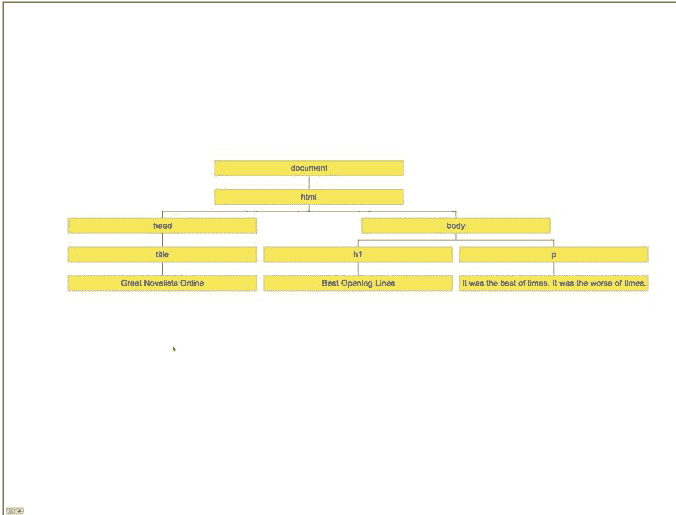 document
html
head body
title h1 p
Great Novelists Online Best Opening Lines It was the best of times. It was the worse of times.